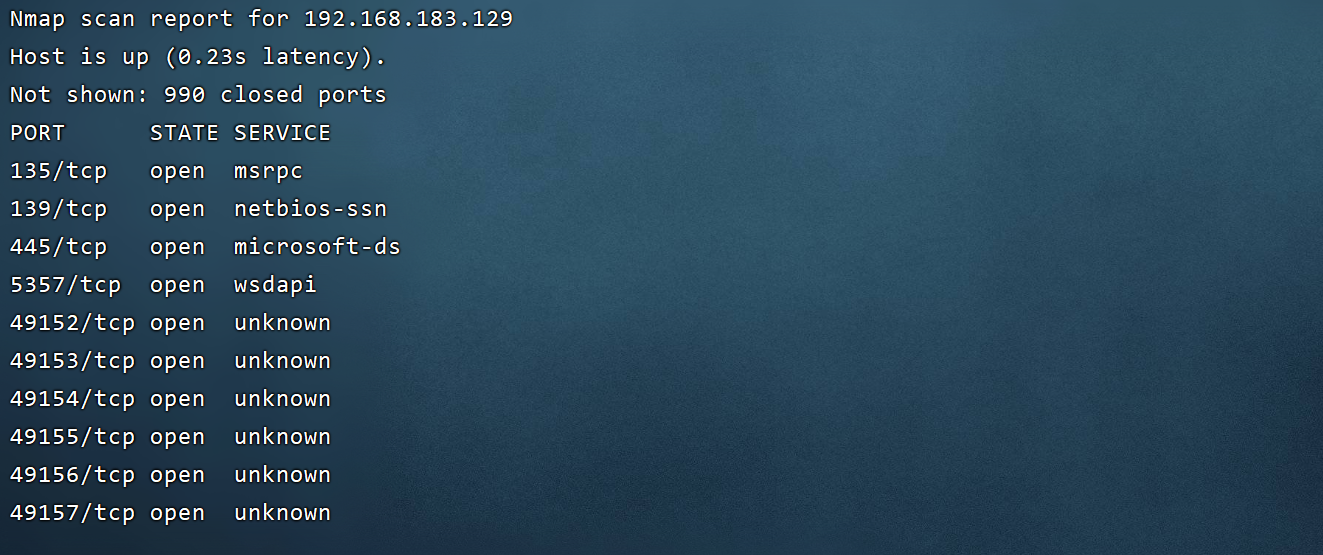 Nmap scan report for 192.168.183.129
Host is up (0.23s latency).
Not shown: 990 closed ports
PORT      STATE SERVICE
135/tcp   open  msrpc
139/tcp   open  netbios-ssn
445/tcp   open  microsoft-ds
5357/tcp  open  wsdapi
49152/tcp open  unknown
49153/tcp open  unknown
49154/tcp open  unknown
49155/tcp open  unknown
49156/tcp open  unknown
49157/tcp open  unknown